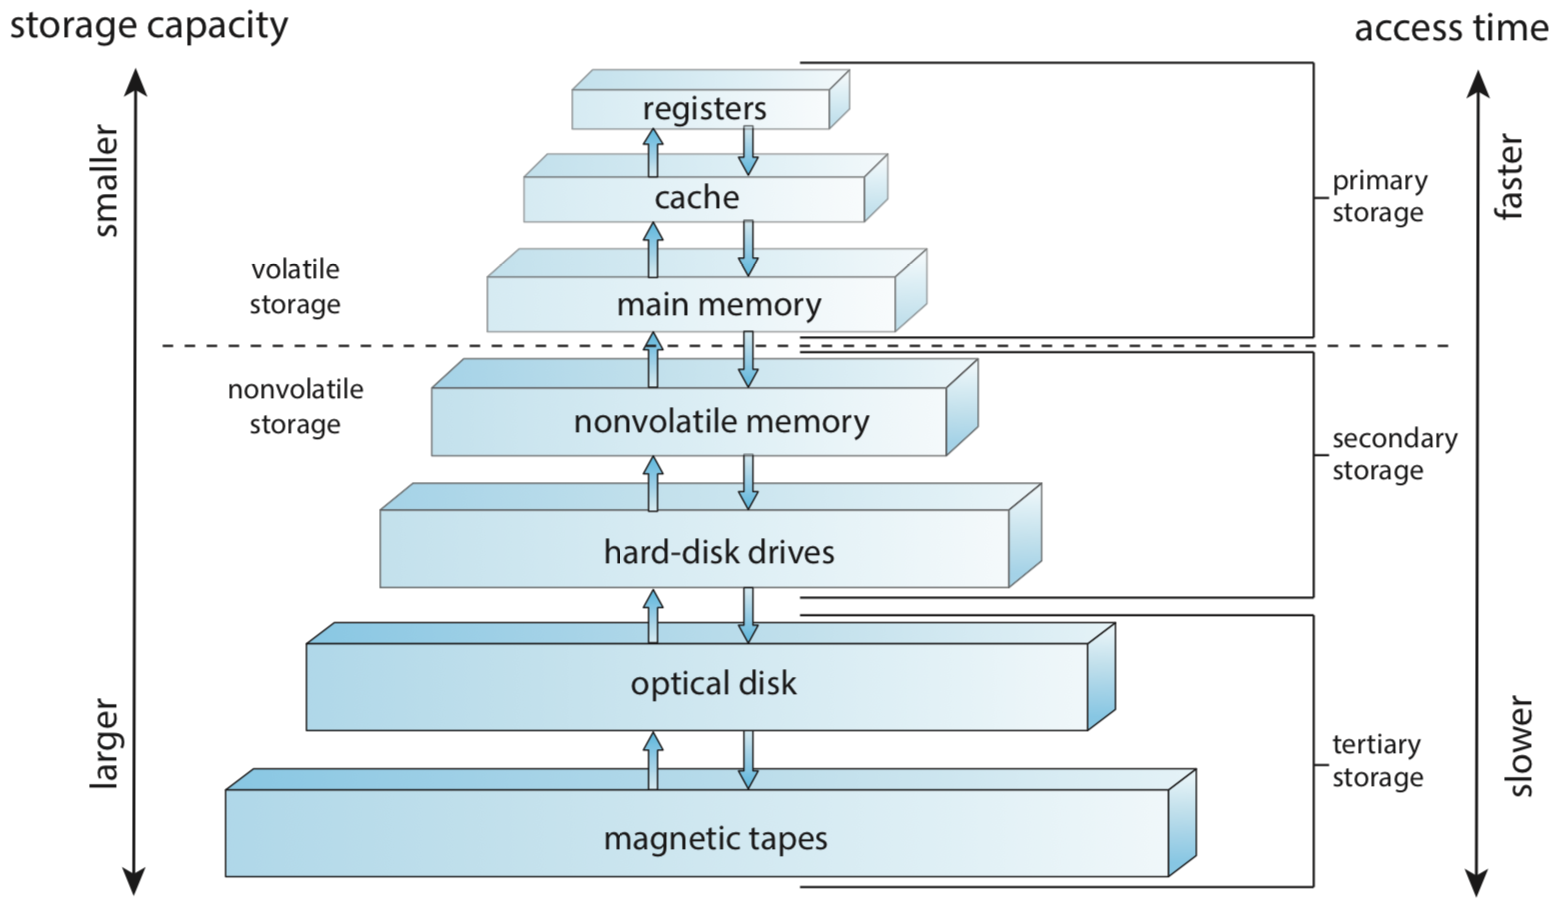 storage capacity
access time
smaller
larger
volatile
storage
nonvolatile
storage
registers
cache
main memory
nonvolatile memory
hard-disk drives
optical disk
magnetic tapes
primary
storage
secondary
storage
tertiary
storage
faster
slower